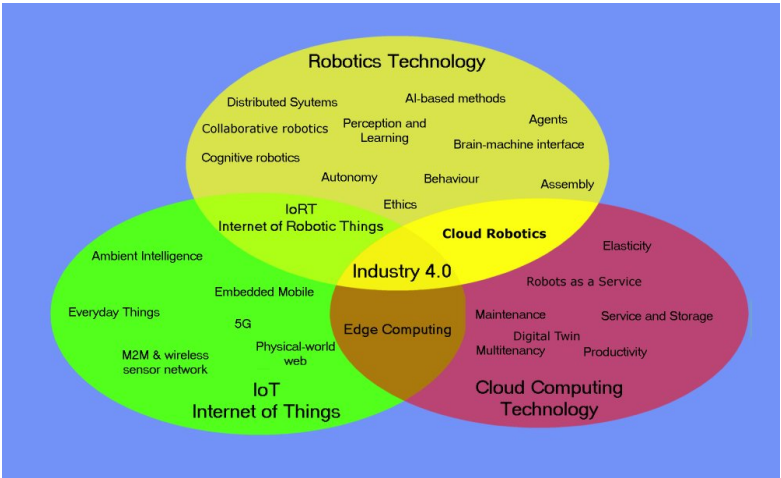 Robotics Technology
Distributed Syutems
AI-based methods
Collaborative robotics
Perception and
Learning
Agents
Brain-machine interface
Cognitive robotics
Autonomy
Behaviour
Assembly
Ethics
IoRT
Internet of Robotic Things
Cloud Robotics
Industry 4.0
Ambient Intelligence
Embedded Mobile
Everyday Things
5G
Physical-world
web
M2M & wireless
sensor network
IoT
Internet of Things
Edge Computing
Elasticity
Robots as a Service
Maintenance
Service and Storage
Digital Twin
Multitenancy
Productivity
Cloud Computing
Technology